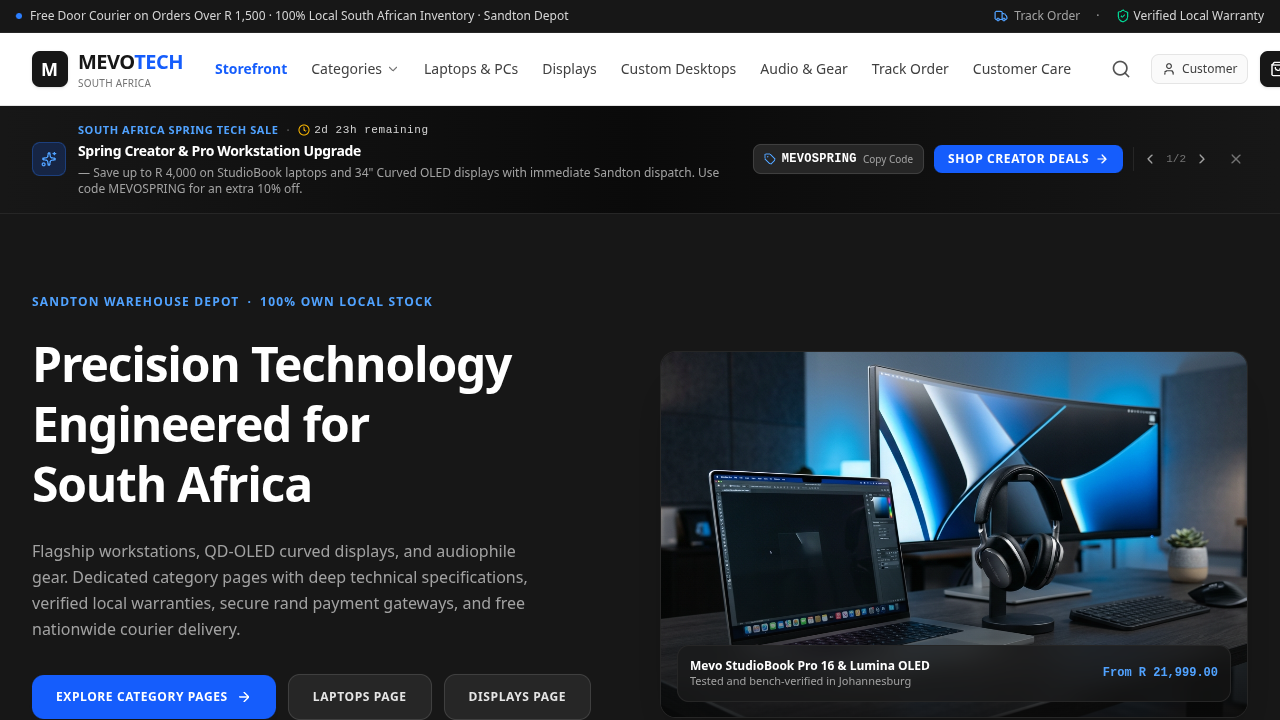 Free Door Courier on Orders Over R 1,500 · 100% Local South African Inventory · Sandton Depot
Track Order · Verified Local Warranty
M
MEVOTECH
SOUTH AFRICA
Storefront Categories Laptops & PCs Displays Custom Desktops Audio & Gear Track Order Customer Care Customer
SOUTH AFRICA SPRING TECH SALE · 2d 23h remaining
Spring Creator & Pro Workstation Upgrade
— Save up to R 4,000 on StudioBook laptops and 34" Curved OLED displays with immediate Sandton dispatch. Use
code MEVOSPRING for an extra 10% off.
MEVOSPRING Copy Code
SHOP CREATOR DEALS
1/2
SANDTON WAREHOUSE DEPOT · 100% OWN LOCAL STOCK
Precision Technology
Engineered for
South Africa
Flagship workstations, QD-OLED curved displays, and audiophile
gear. Dedicated category pages with deep technical specifications,
verified local warranties, secure rand payment gateways, and free
nationwide courier delivery.
EXPLORE CATEGORY PAGES
LAPTOPS PAGE
DISPLAYS PAGE
Mevo StudioBook Pro 16 & Lumina OLED
Tested and bench-verified in Johannesburg
From R 21,999.00